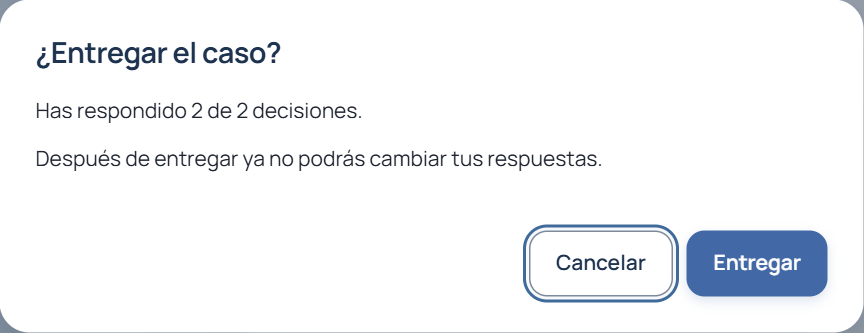 ¿Entregar el caso?
Has respondido 2 de 2 decisiones.
Después de entregar ya no podrás cambiar tus respuestas.
Cancelar
Entregar